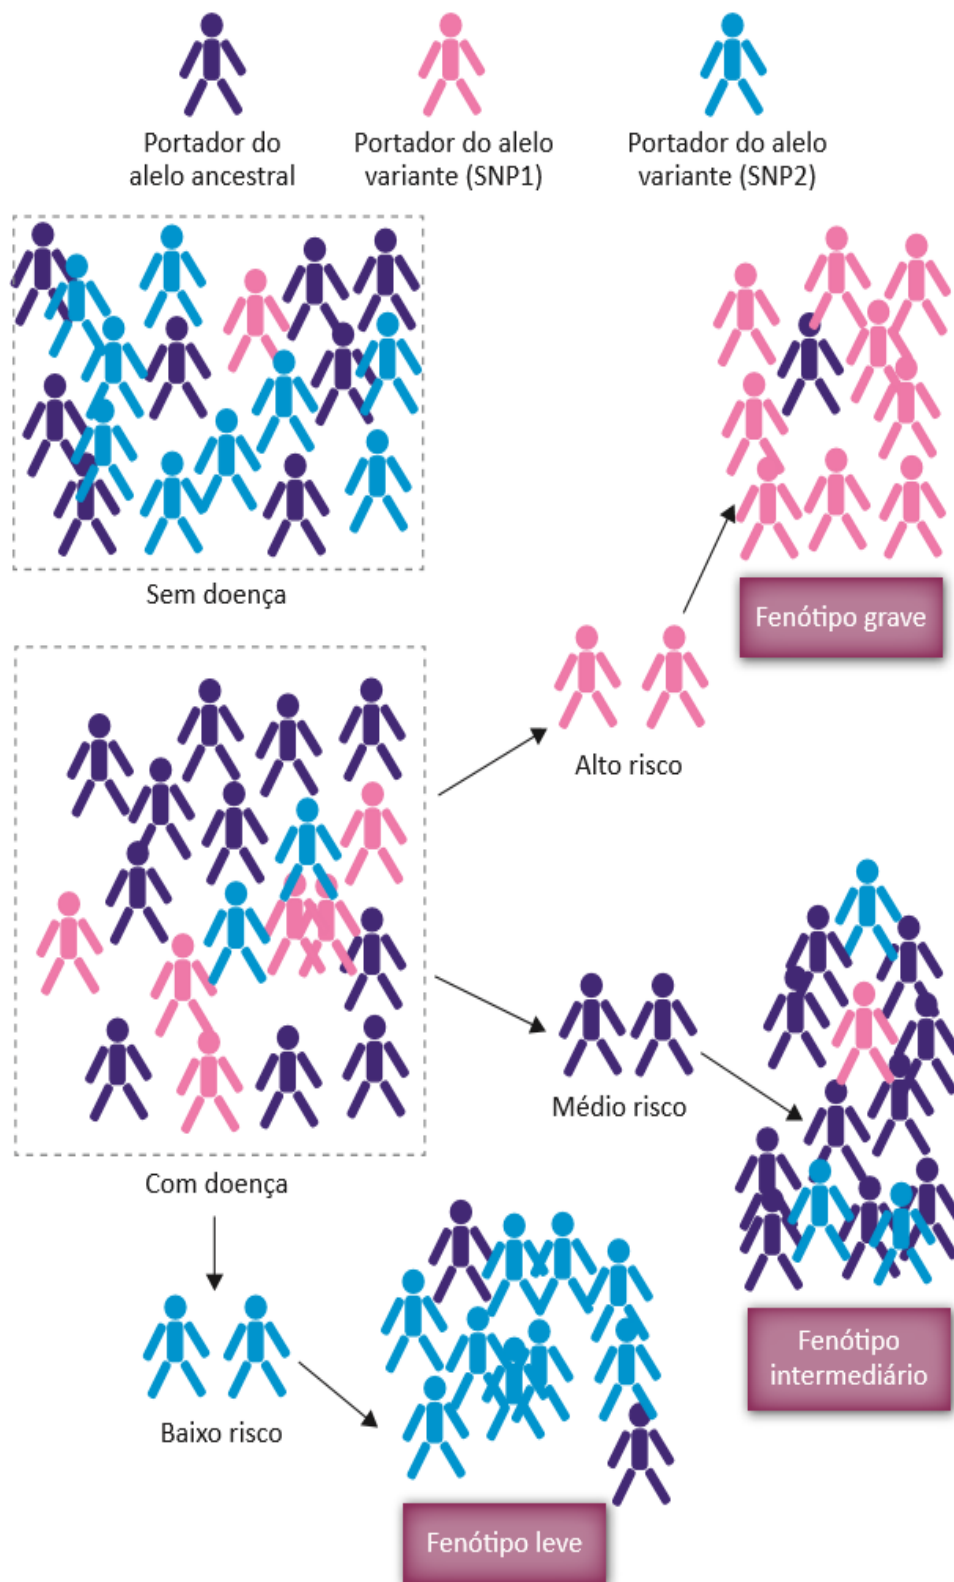 Portador do
alelo ancestral
Portador do alelo
variante (SNP1)
Portador do alelo
variante (SNP2)
Sem doença
Fenótipo grave
Alto risco
Médio risco
Com doença
Fenótipo
intermediário
Baixo risco
Fenótipo leve